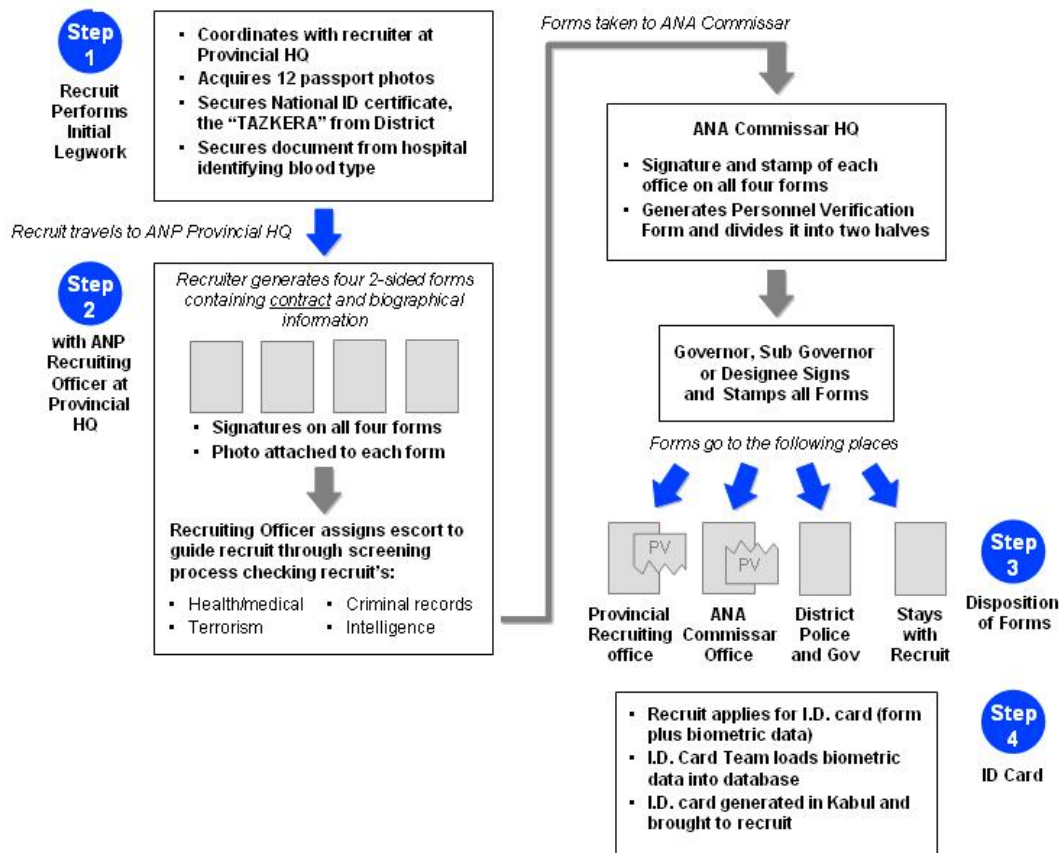 Step
1
Recruit
Performs
Initial
Legwork
▪ Coordinates with recruiter at
Provincial HQ
▪ Acquires 12 passport photos
▪ Secures National ID certificate,
the “TAZKERA” from District
▪ Secures document from hospital
identifying blood type
Recruit travels to ANP Provincial HQ
Step
2
with ANP
Recruiting
Officer at
Provincial
HQ
Recruiter generates four 2-sided forms
containing contract and biographical
information
▪ Signatures on all four forms
▪ Photo attached to each form
Recruiting Officer assigns escort to
guide recruit through screening
process checking recruit’s:
▪ Health/medical ▪ Criminal records
▪ Terrorism ▪ Intelligence
Forms taken to ANA Commissar
ANA Commissar HQ
▪ Signature and stamp of each
office on all four forms
▪ Generates Personnel Verification
Form and divides it into two halves
Governor, Sub Governor
or Designee Signs
and Stamps all Forms
Forms go to the following places
PV
PV
Provincial
Recruiting
office
ANA
Commissar
Office
District
Police
and Gov
Stays
with
Recruit
Step
3
Disposition
of Forms
▪ Recruit applies for I.D. card (form
plus biometric data)
▪ I.D. Card Team loads biometric
data into database
▪ I.D. card generated in Kabul and
brought to recruit
Step
4
ID Card